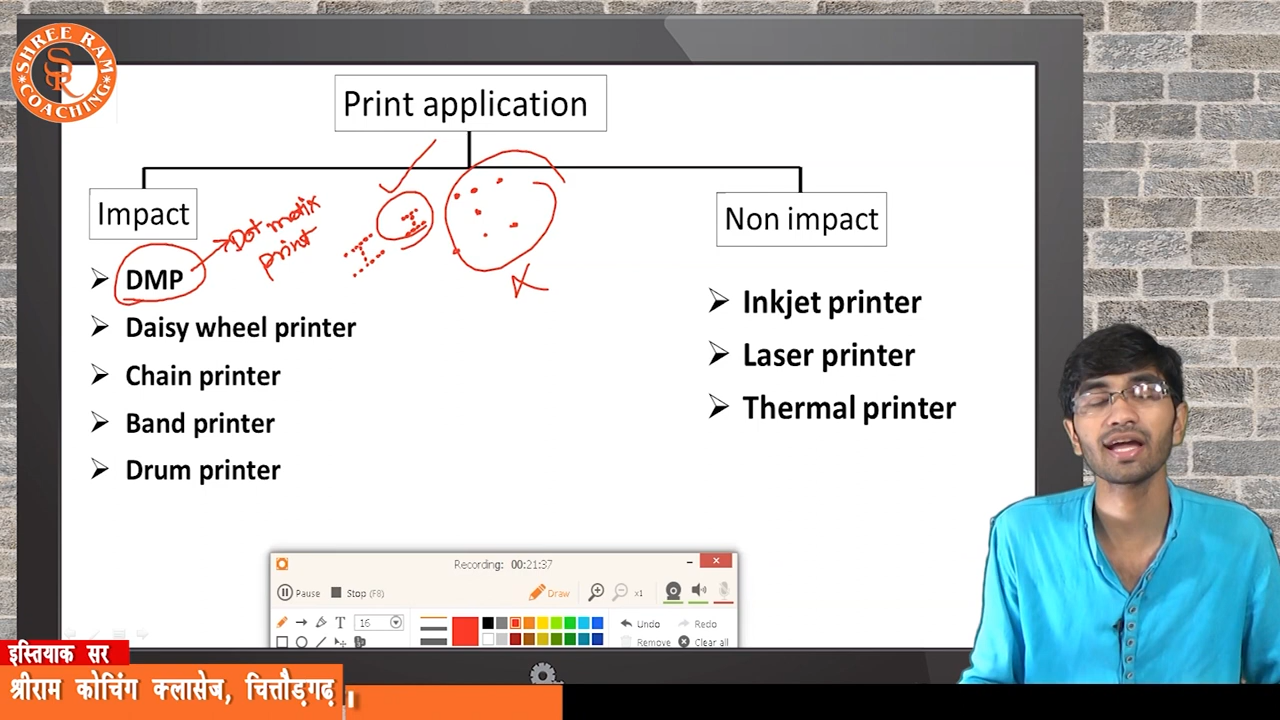 SHREE RAM
SR
COACHING
Print application
Impact
Non impact
DMP
Dot matix
print
Daisy wheel printer
Chain printer
Band printer
Drum printer
Inkjet printer
Laser printer
Thermal printer
Recording: 00:21:37
Pause Stop (F8) Draw x1
T 16 Undo Redo
Remove Clear all
इस्तियाक सर
श्रीराम कोचिंग क्लासेज, चित्तौड़गढ़ ।